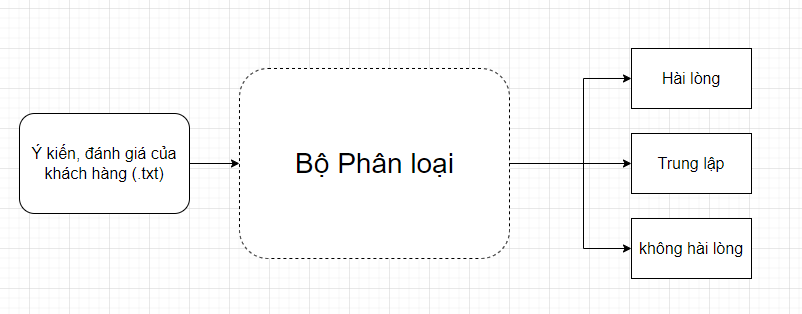 Ý kiến, đánh giá của
khách hàng (.txt)
Bộ Phân loại
Hài lòng
Trung lập
không hài lòng